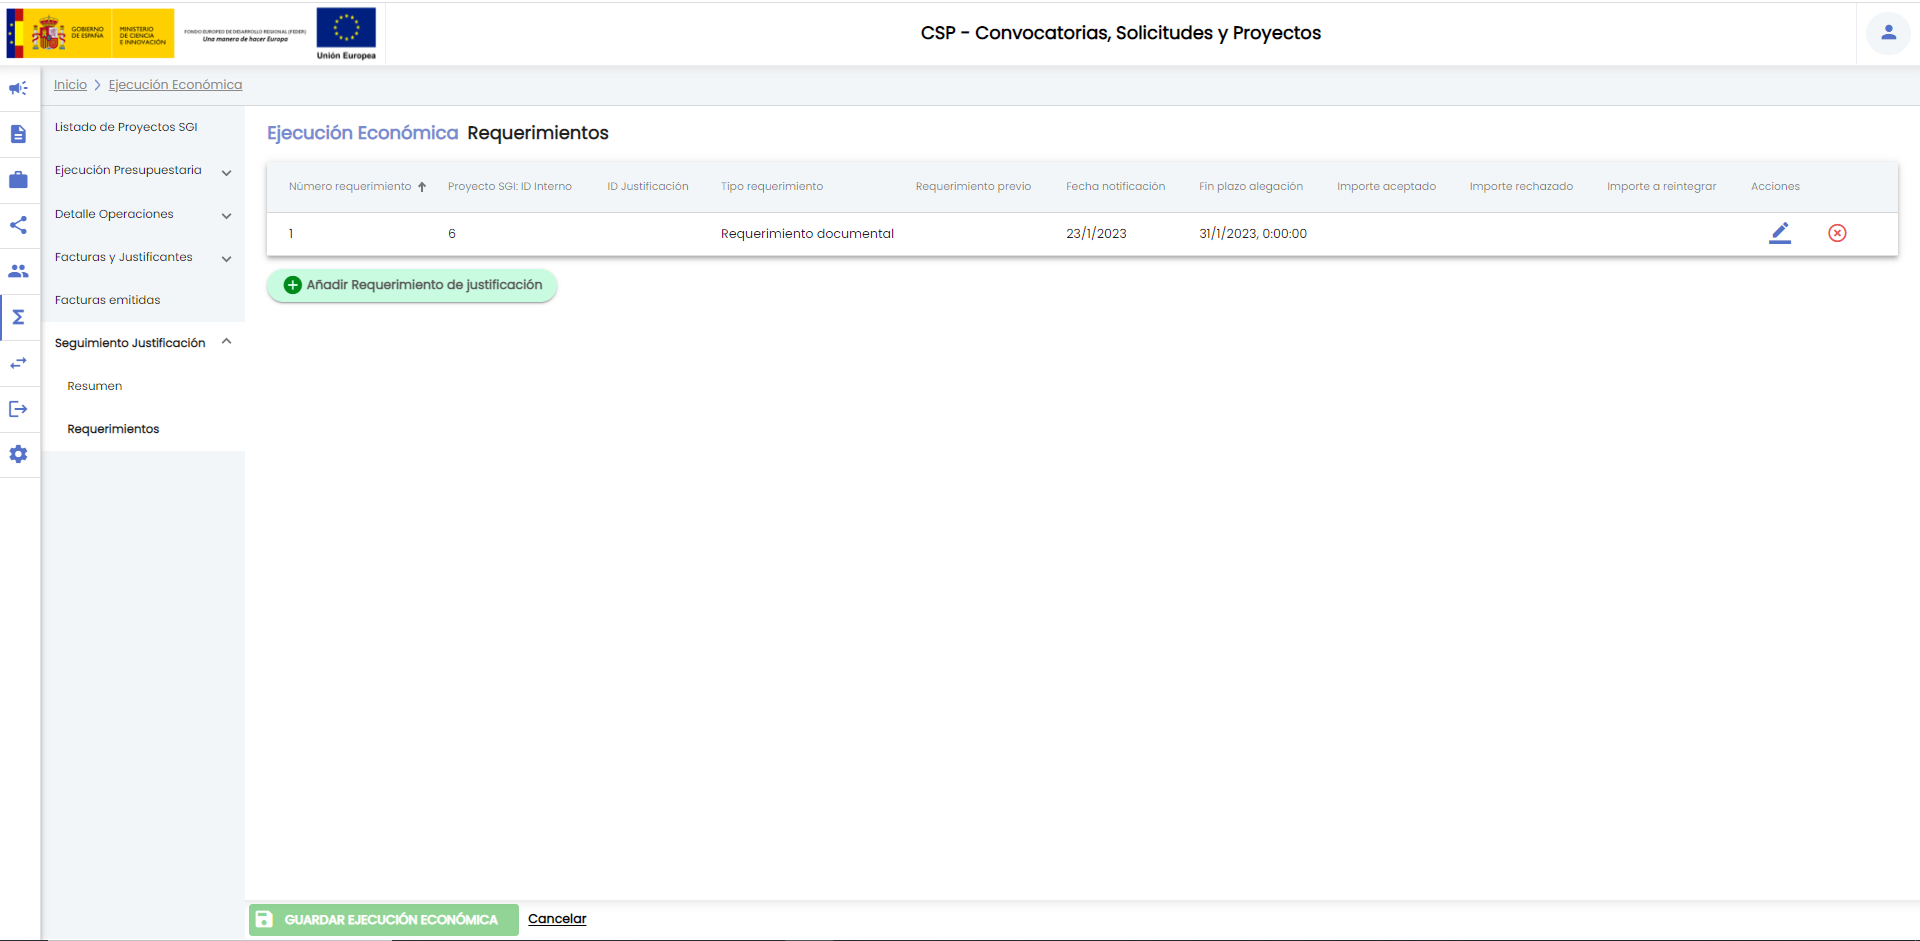 GOBIERNO
DE ESPAÑA
MINISTERIO
DE CIENCIA
E INNOVACIÓN
FONDO EUROPEO DE DESARROLLO REGIONAL (FEDER)
Una manera de hacer Europa
Unión Europea
CSP - Convocatorias, Solicitudes y Proyectos
Inicio > Ejecución Económica
Listado de Proyectos SGI
Ejecución Presupuestaria
Detalle Operaciones
Facturas y Justificantes
Facturas emitidas
Seguimiento Justificación
Resumen
Requerimientos
Ejecución Económica Requerimientos
Número requerimiento Proyecto SGI: ID Interno ID Justificación Tipo requerimiento Requerimiento previo Fecha notificación Fin plazo alegación Importe aceptado Importe rechazado Importe a reintegrar Acciones
1 6 Requerimiento documental 23/1/2023 31/1/2023, 0:00:00
Añadir Requerimiento de justificación
GUARDAR EJECUCIÓN ECONÓMICA Cancelar